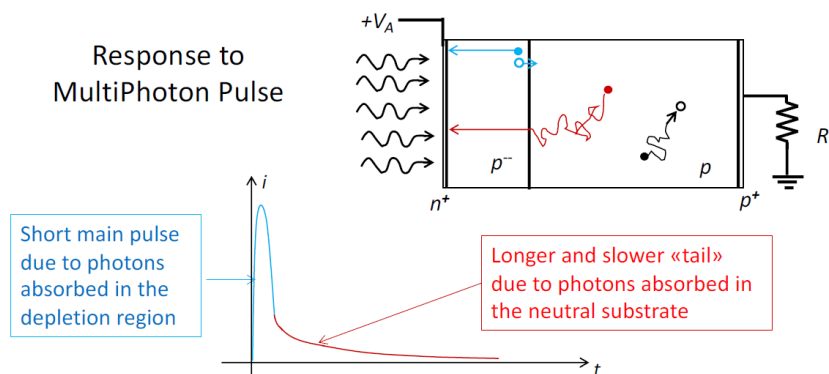 Response to
MultiPhoton Pulse
+V_A
p--
p
n+
p+
R
i
Short main pulse
due to photons
absorbed in the
depletion region
Longer and slower «tail»
due to photons absorbed in
the neutral substrate
t